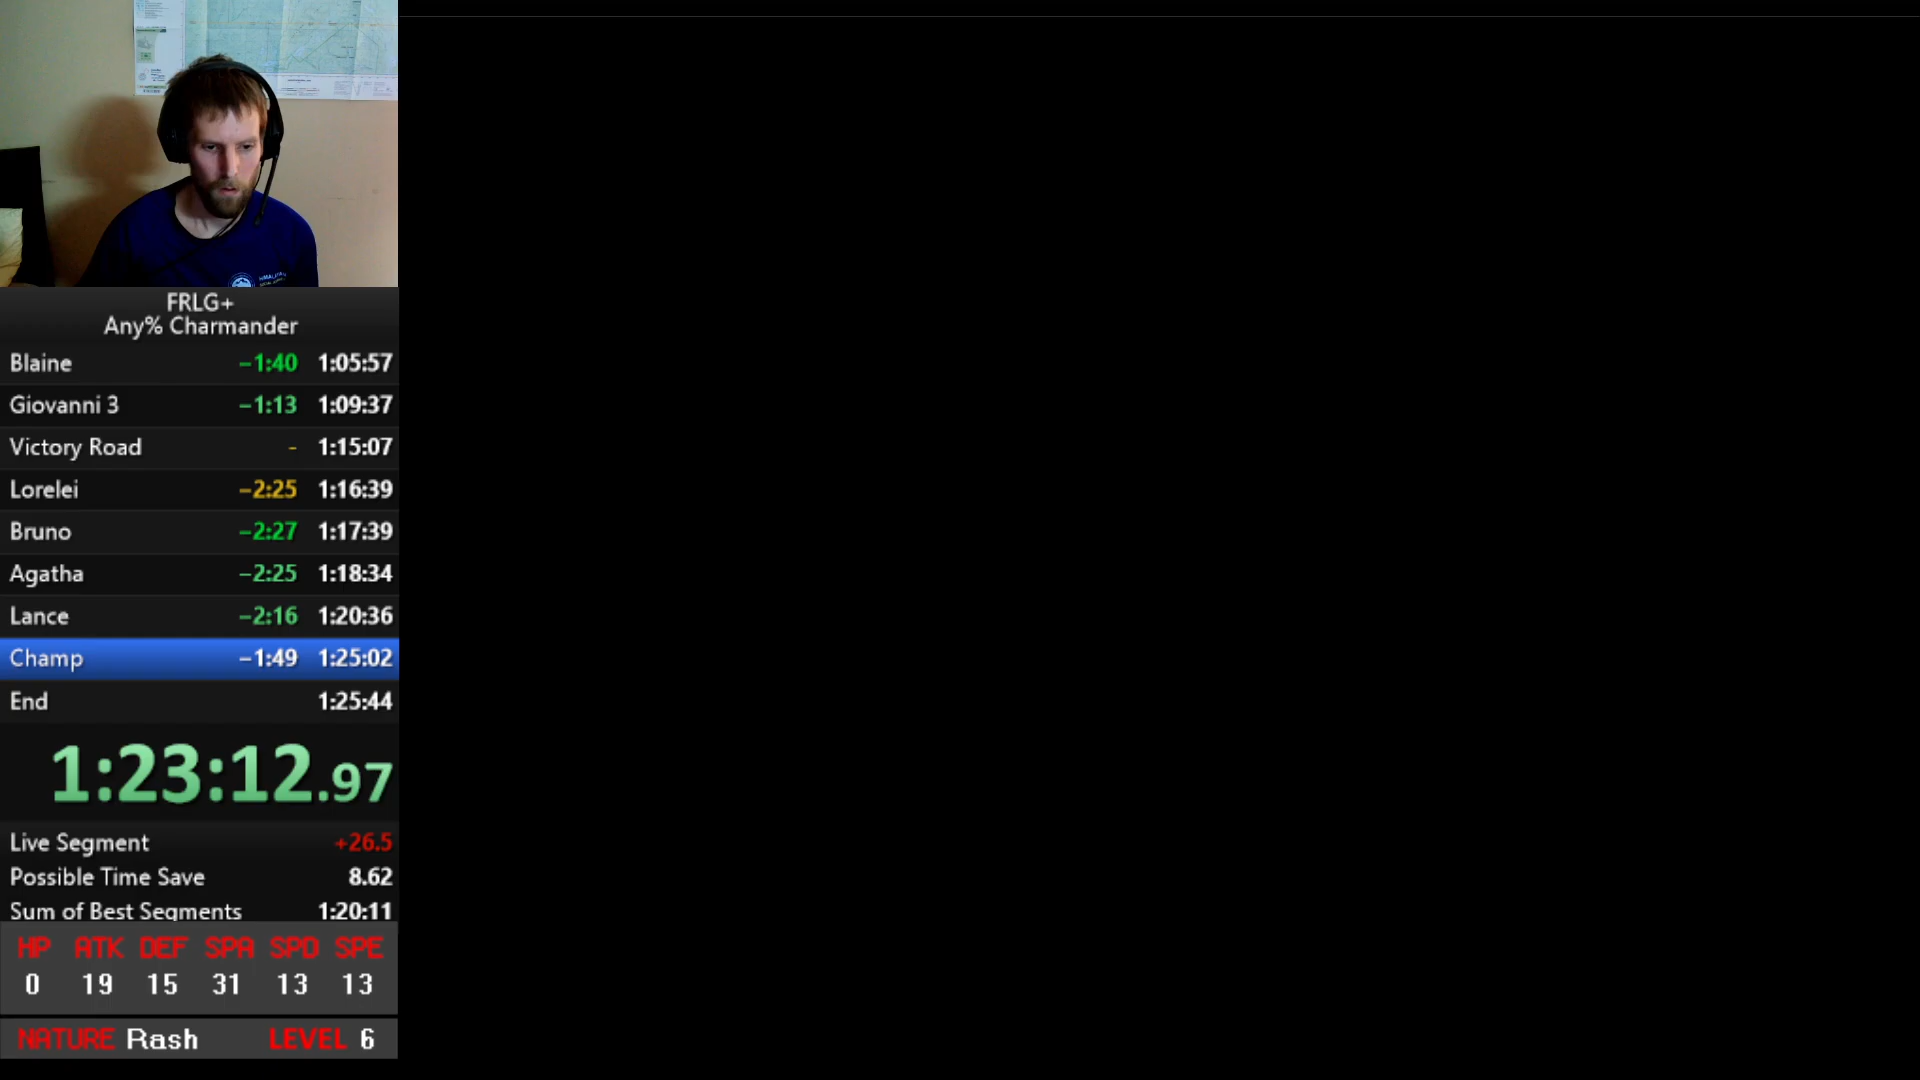 FRLG+
Any% Charmander
Blaine -1:40 1:05:57
Giovanni 3 -1:13 1:09:37
Victory Road - 1:15:07
Lorelei -2:25 1:16:39
Bruno -2:27 1:17:39
Agatha -2:25 1:18:34
Lance -2:16 1:20:36
Champ -1:49 1:25:02
End 1:25:44
1:23:12.97
Live Segment +26.5
Possible Time Save 8.62
Sum of Best Segments 1:20:11
HP ATK DEF SPA SPD SPE
0 19 15 31 13 13
NATURE Rash LEVEL 6